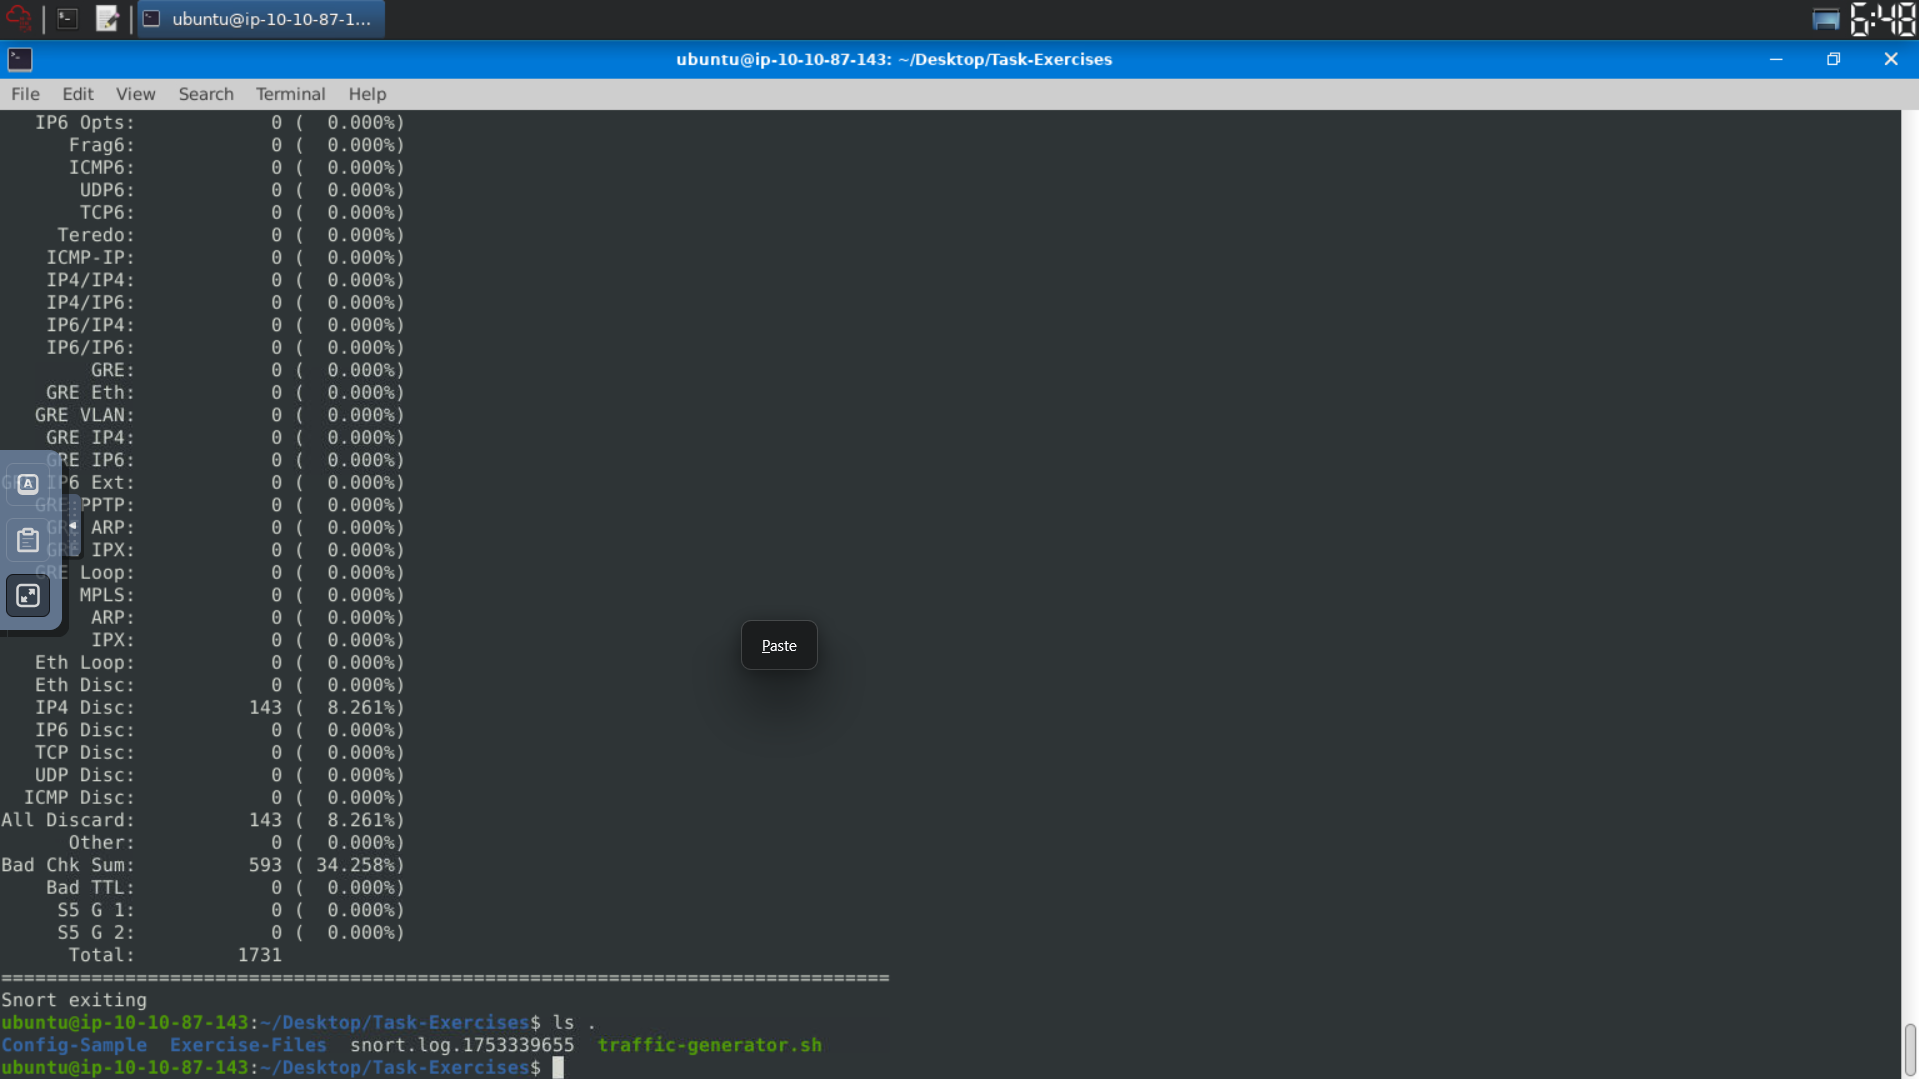 ubuntu@ip-10-10-87-1...
6:48
ubuntu@ip-10-10-87-143: ~/Desktop/Task-Exercises
File Edit View Search Terminal Help
IP6 Opts: 0 ( 0.000%)
Frag6: 0 ( 0.000%)
ICMP6: 0 ( 0.000%)
UDP6: 0 ( 0.000%)
TCP6: 0 ( 0.000%)
Teredo: 0 ( 0.000%)
ICMP-IP: 0 ( 0.000%)
IP4/IP4: 0 ( 0.000%)
IP4/IP6: 0 ( 0.000%)
IP6/IP4: 0 ( 0.000%)
IP6/IP6: 0 ( 0.000%)
GRE: 0 ( 0.000%)
GRE Eth: 0 ( 0.000%)
GRE VLAN: 0 ( 0.000%)
GRE IP4: 0 ( 0.000%)
GRE IP6: 0 ( 0.000%)
GRE IP6 Ext: 0 ( 0.000%)
GRE PPTP: 0 ( 0.000%)
GRE ARP: 0 ( 0.000%)
GRE IPX: 0 ( 0.000%)
GRE Loop: 0 ( 0.000%)
MPLS: 0 ( 0.000%)
ARP: 0 ( 0.000%)
IPX: 0 ( 0.000%)
Paste
Eth Loop: 0 ( 0.000%)
Eth Disc: 0 ( 0.000%)
IP4 Disc: 143 ( 8.261%)
IP6 Disc: 0 ( 0.000%)
TCP Disc: 0 ( 0.000%)
UDP Disc: 0 ( 0.000%)
ICMP Disc: 0 ( 0.000%)
All Discard: 143 ( 8.261%)
Other: 0 ( 0.000%)
Bad Chk Sum: 593 ( 34.258%)
Bad TTL: 0 ( 0.000%)
S5 G 1: 0 ( 0.000%)
S5 G 2: 0 ( 0.000%)
Total: 1731
===============================================================================
Snort exiting
ubuntu@ip-10-10-87-143:~/Desktop/Task-Exercises$ ls .
Config-Sample Exercise-Files snort.log.1753339655 traffic-generator.sh
ubuntu@ip-10-10-87-143:~/Desktop/Task-Exercises$